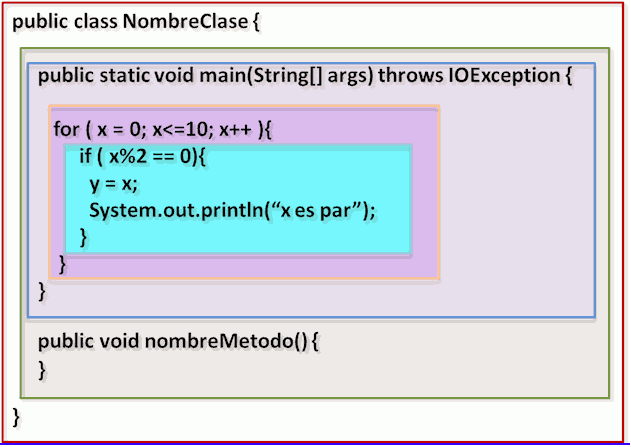 public class NombreClase {
public static void main(String[] args) throws IOException {
for ( x = 0; x<=10; x++ ){
if ( x%2 == 0){
y = x;
System.out.println(“x es par”);
}
}
}
public void nombreMetodo() {
}
}